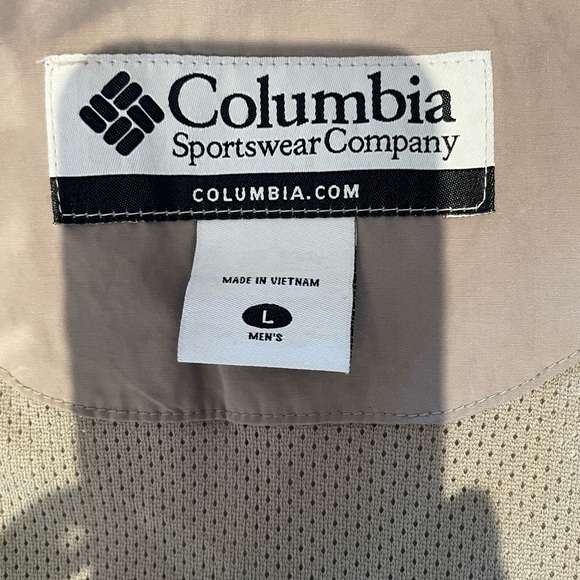 Columbia
Sportswear Company
COLUMBIA.COM
MADE IN VIETNAM
L
MEN'S